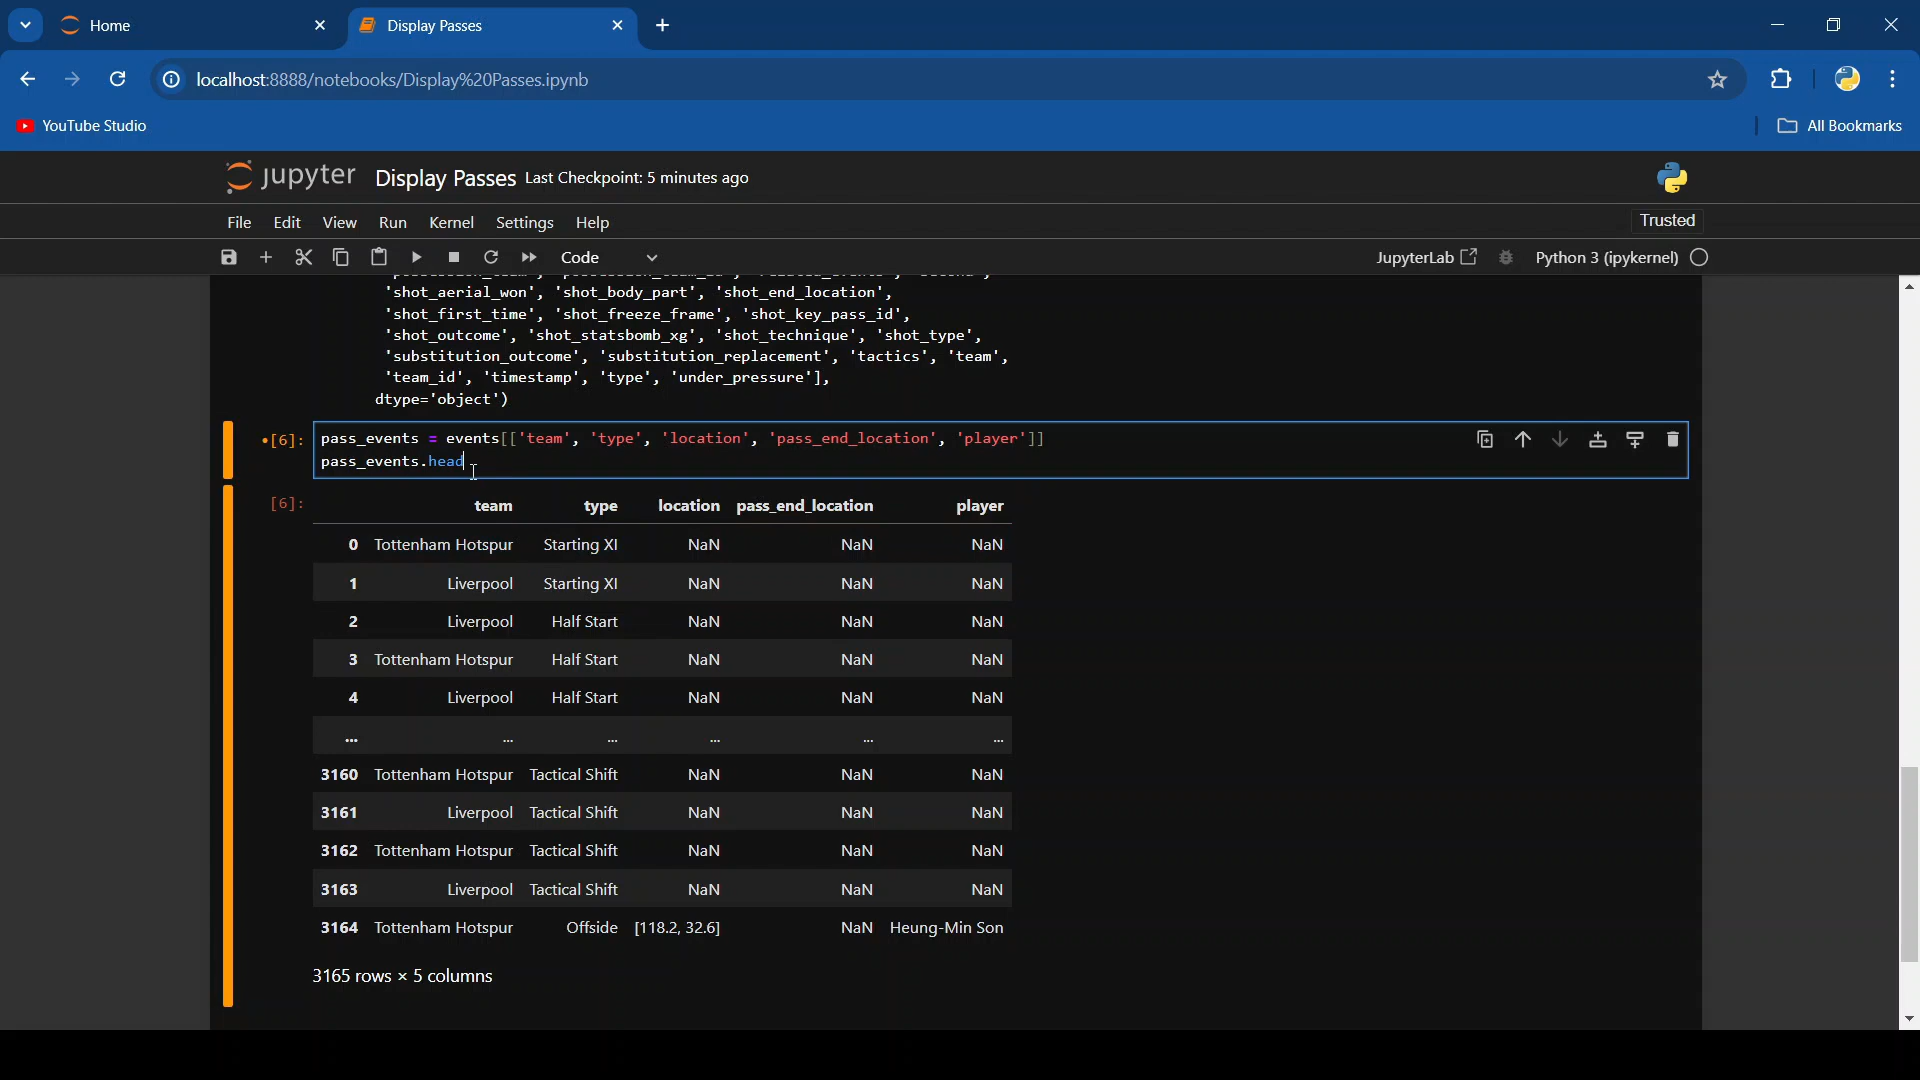 Home
Display Passes
localhost:8888/notebooks/Display%20Passes.ipynb
YouTube Studio
All Bookmarks
jupyter Display Passes Last Checkpoint: 5 minutes ago
File Edit View Run Kernel Settings Help
Trusted
Code
JupyterLab
Python 3 (ipykernel)
'shot_aerial_won', 'shot_body_part', 'shot_end_location',
'shot_first_time', 'shot_freeze_frame', 'shot_key_pass_id',
'shot_outcome', 'shot_statsbomb_xg', 'shot_technique', 'shot_type',
'substitution_outcome', 'substitution_replacement', 'tactics', 'team',
'team_id', 'timestamp', 'type', 'under_pressure'],
dtype='object')
•[6]: pass_events = events[['team', 'type', 'location', 'pass_end_location', 'player']]
pass_events.head
[6]: team type location pass_end_location player
0 Tottenham Hotspur Starting XI NaN NaN NaN
1 Liverpool Starting XI NaN NaN NaN
2 Liverpool Half Start NaN NaN NaN
3 Tottenham Hotspur Half Start NaN NaN NaN
4 Liverpool Half Start NaN NaN NaN
... ... ... ... ... ...
3160 Tottenham Hotspur Tactical Shift NaN NaN NaN
3161 Liverpool Tactical Shift NaN NaN NaN
3162 Tottenham Hotspur Tactical Shift NaN NaN NaN
3163 Liverpool Tactical Shift NaN NaN NaN
3164 Tottenham Hotspur Offside [118.2, 32.6] NaN Heung-Min Son
3165 rows × 5 columns